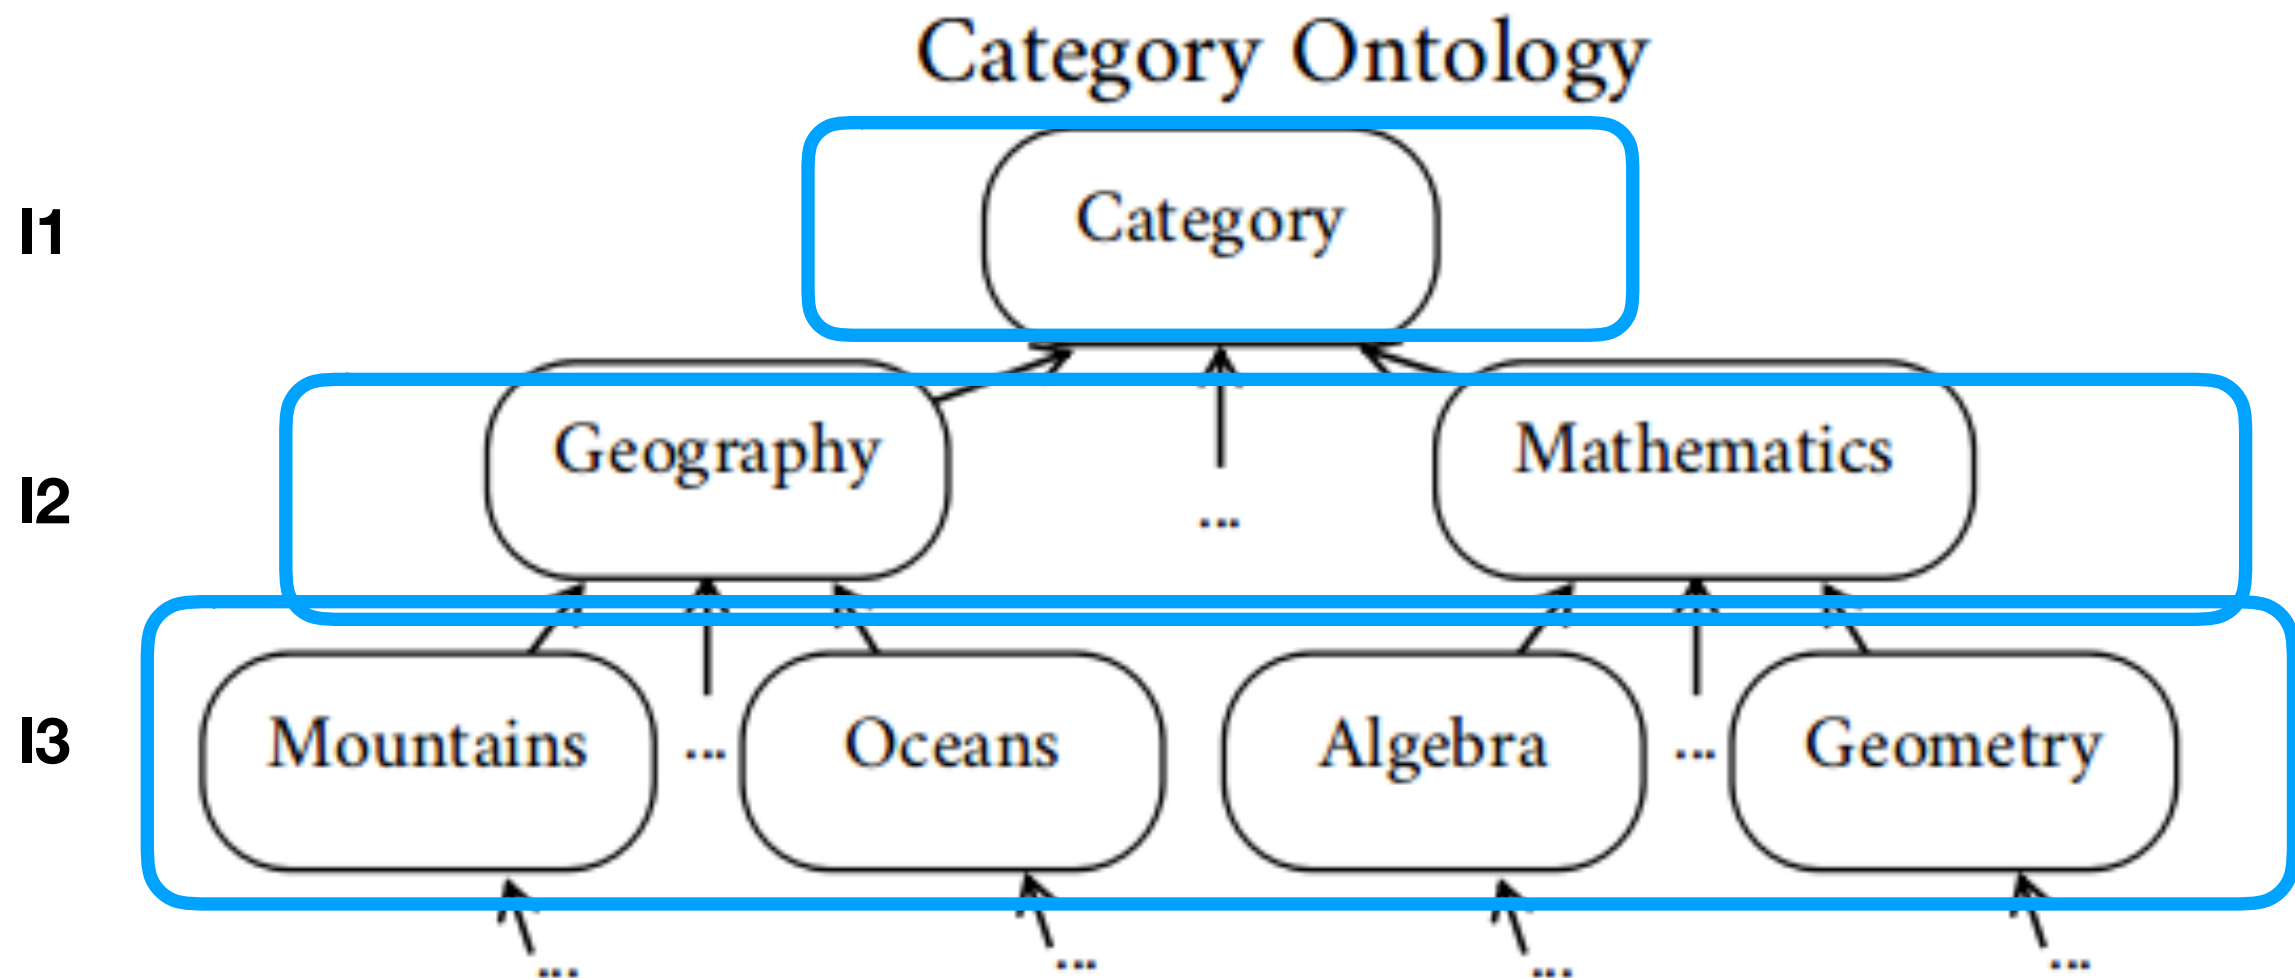 Category Ontology
l1
Category
l2
Geography
...
Mathematics
l3
Mountains
...
Oceans
Algebra
...
Geometry
...
...
...
...